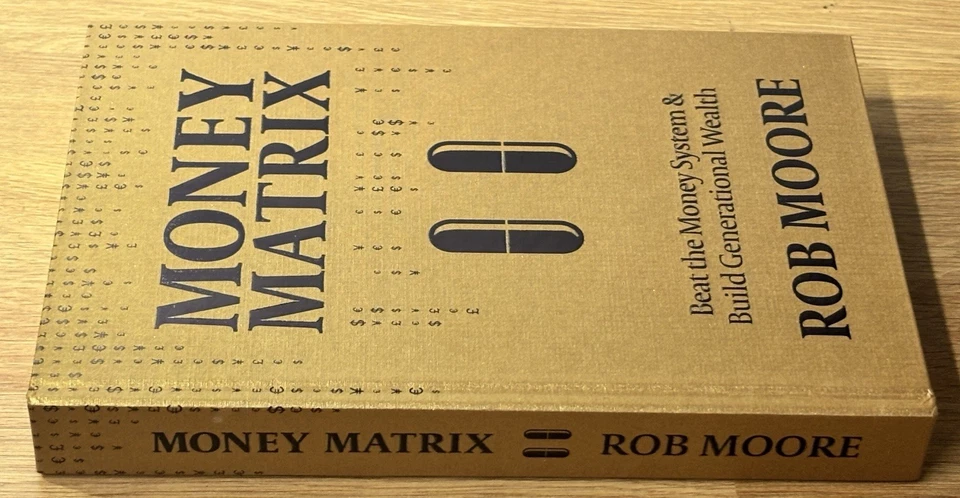 MONEY
MATRIX
Beat the Money System &
Build Generational Wealth
ROB MOORE
MONEY MATRIX ROB MOORE